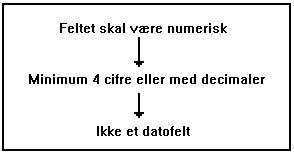 Feltet skal være numerisk
Minimum 4 cifre eller med decimaler
Ikke et datofelt